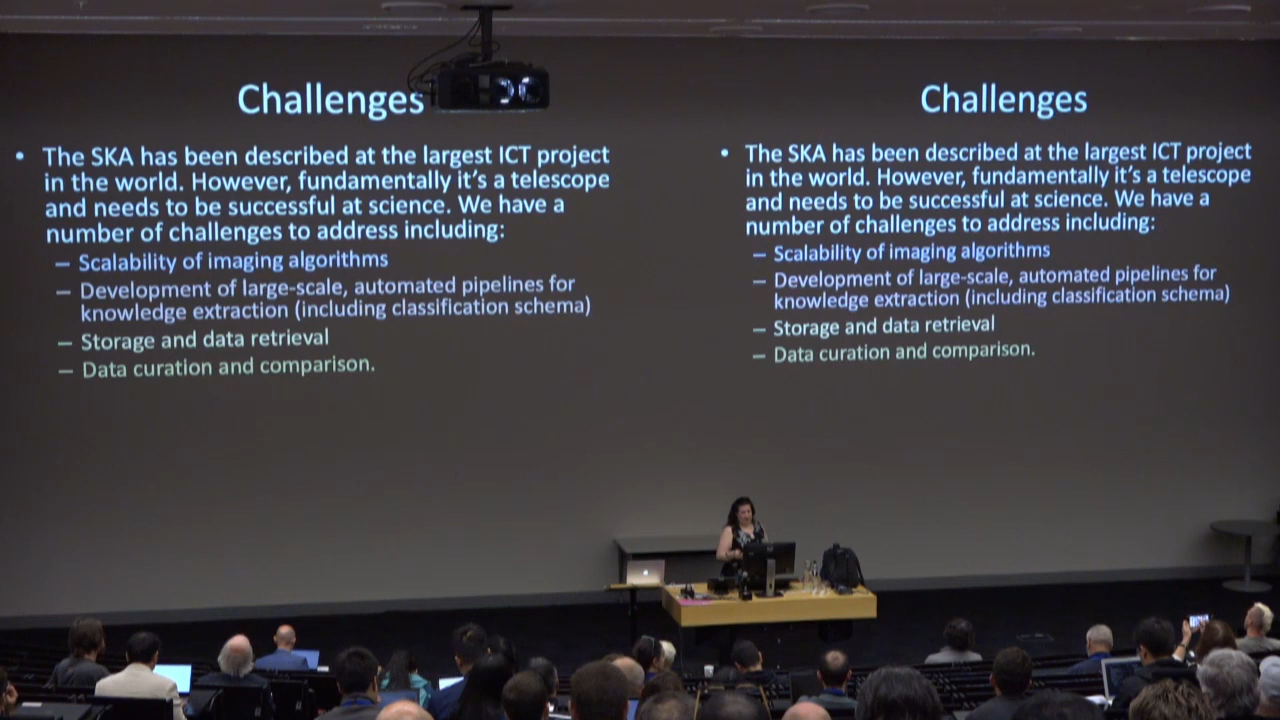 Challenges
• The SKA has been described at the largest ICT project
in the world. However, fundamentally it's a telescope
and needs to be successful at science. We have a
number of challenges to address including:
– Scalability of imaging algorithms
– Development of large-scale, automated pipelines for
knowledge extraction (including classification schema)
– Storage and data retrieval
– Data curation and comparison.
Challenges
• The SKA has been described at the largest ICT project
in the world. However, fundamentally it's a telescope
and needs to be successful at science. We have a
number of challenges to address including:
– Scalability of imaging algorithms
– Development of large-scale, automated pipelines for
knowledge extraction (including classification schema)
– Storage and data retrieval
– Data curation and comparison.